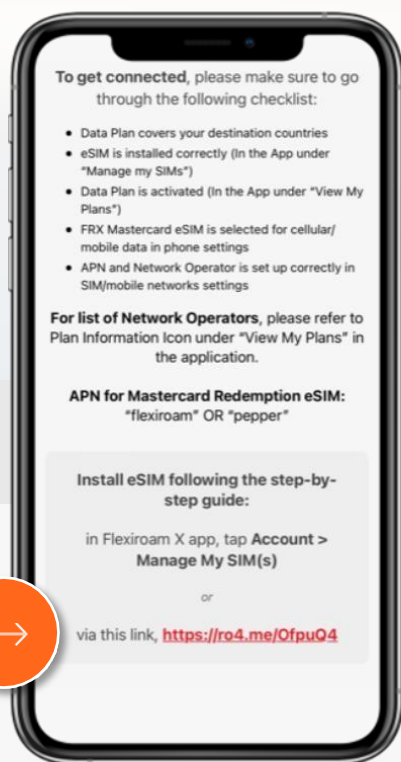 To get connected, please make sure to go
through the following checklist:
• Data Plan covers your destination countries
• eSIM is installed correctly (In the App under
"Manage my SIMs")
• Data Plan is activated (In the App under "View My
Plans")
• FRX Mastercard eSIM is selected for cellular/
mobile data in phone settings
• APN and Network Operator is set up correctly in
SIM/mobile networks settings
For list of Network Operators, please refer to
Plan Information Icon under "View My Plans" in
the application.
APN for Mastercard Redemption eSIM:
"flexiroam" OR "pepper"
Install eSIM following the step-by-
step guide:
in Flexiroam X app, tap Account >
Manage My SIM(s)
or
via this link, https://ro4.me/OfpuQ4